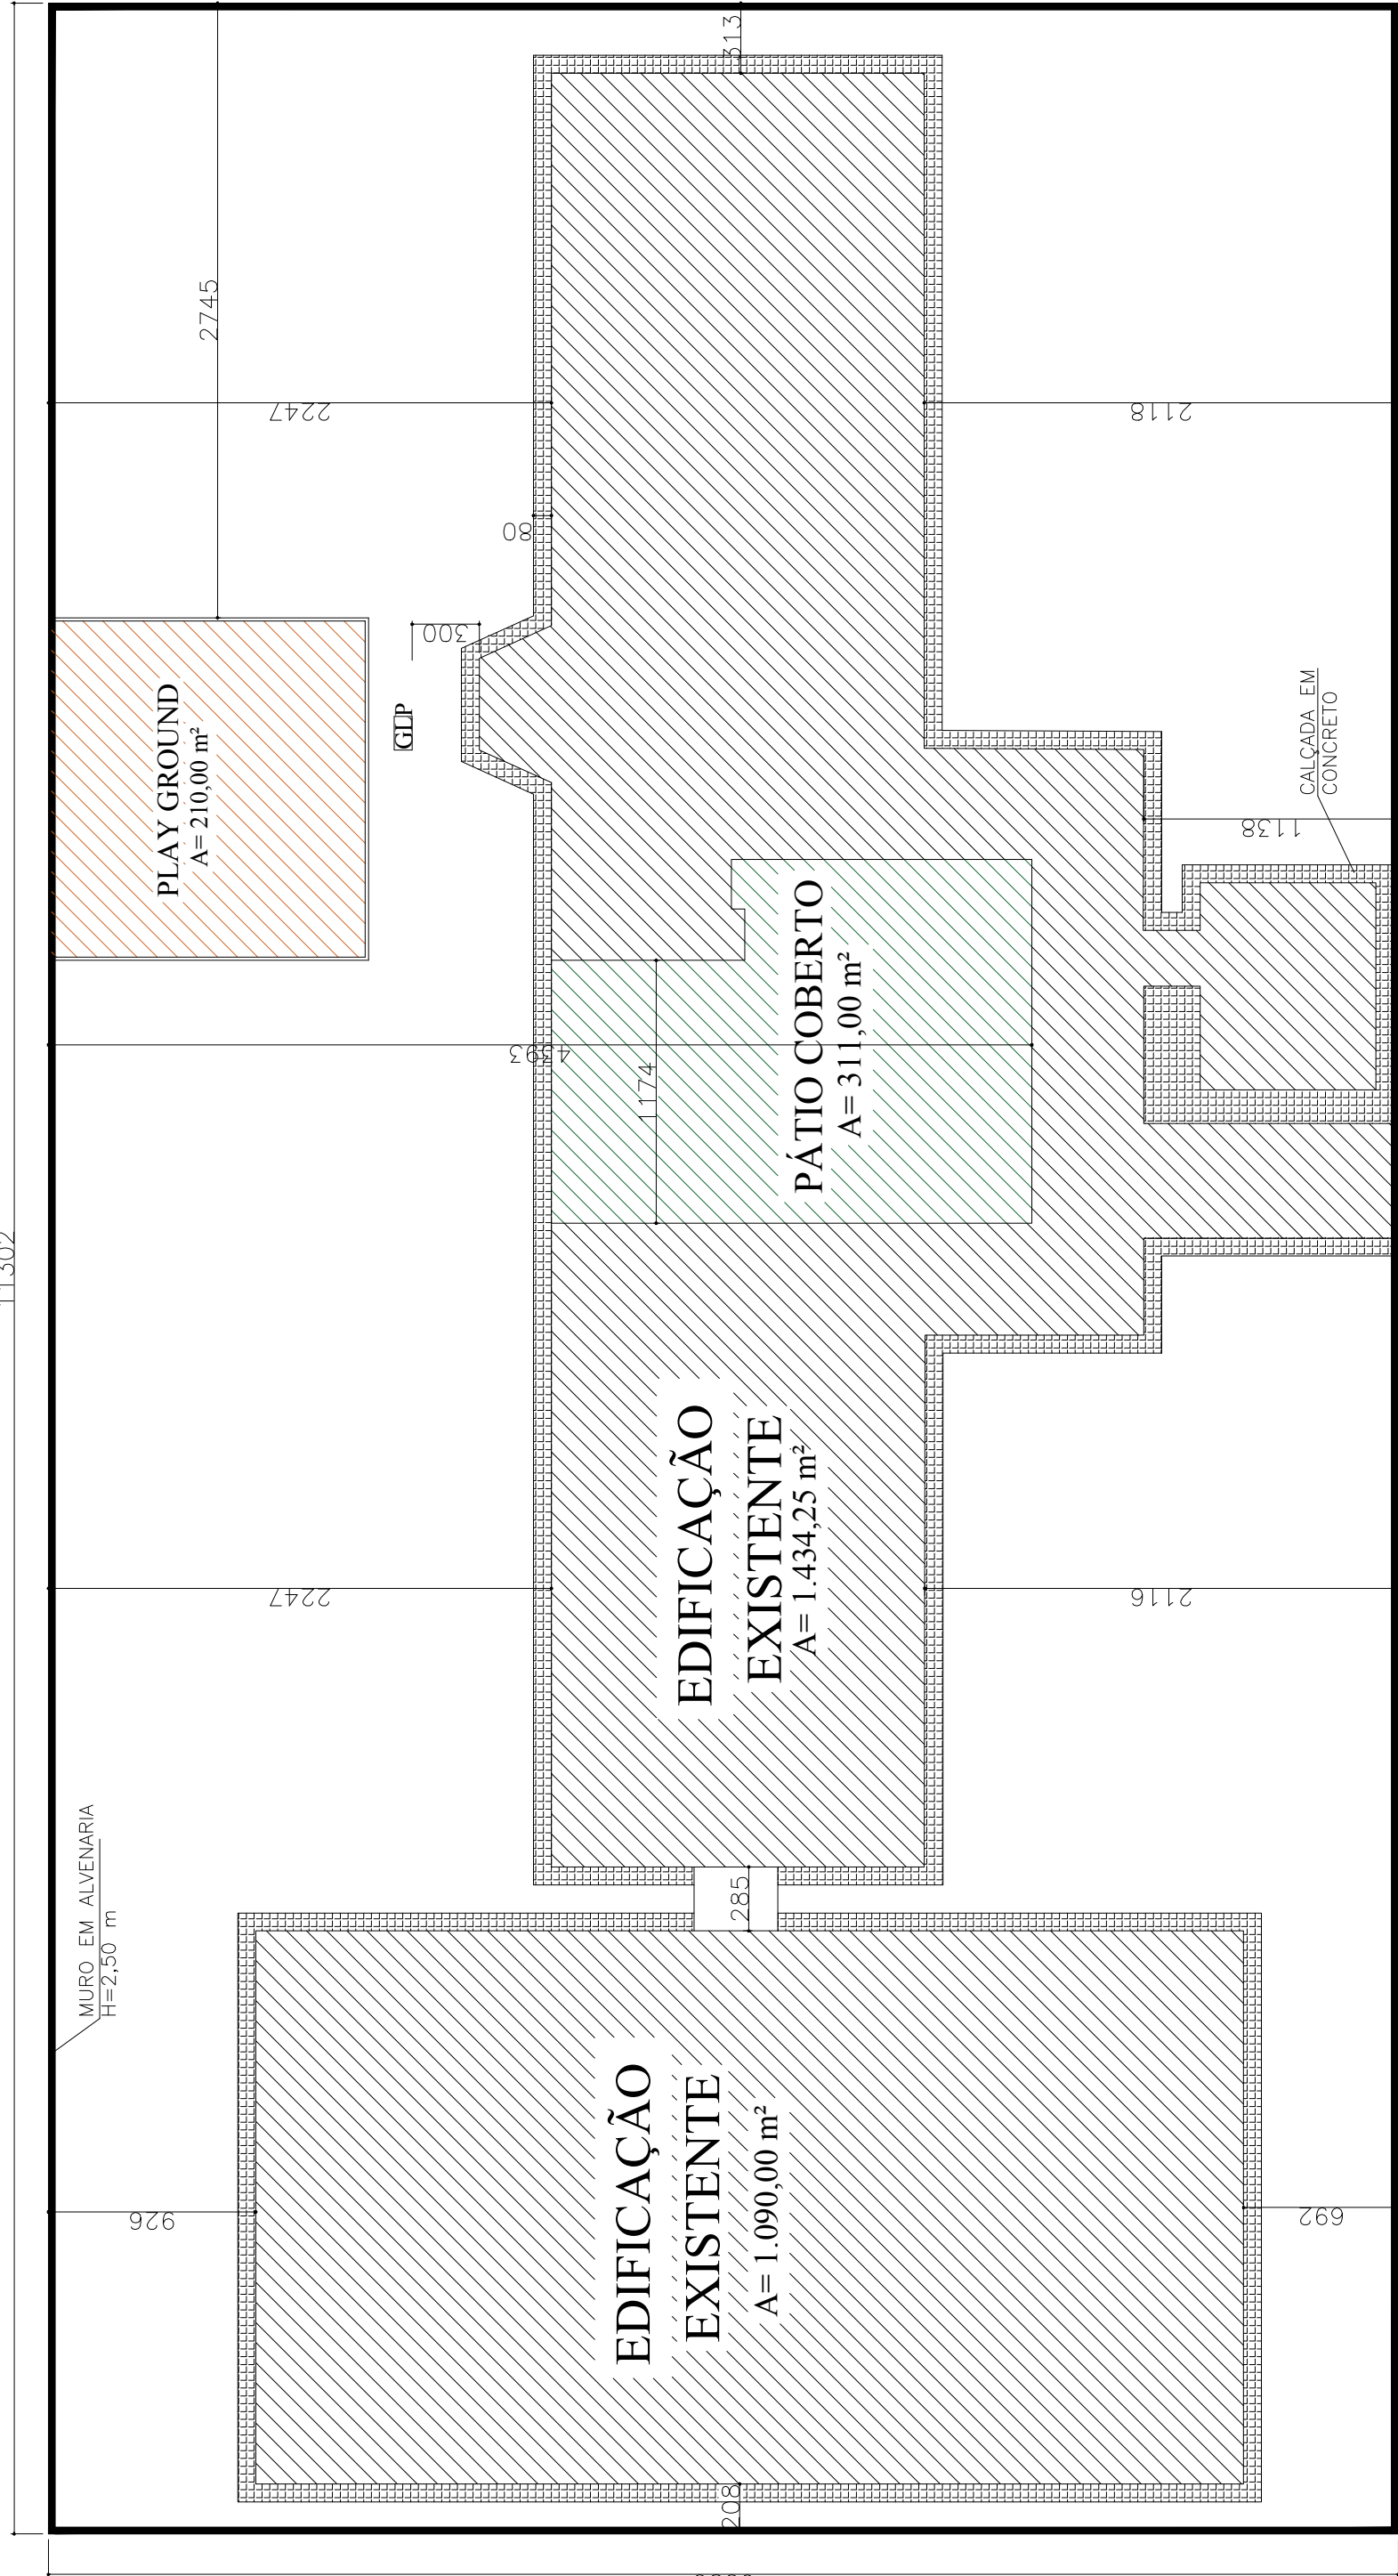 313
2745
2247
2118
80
300
PLAY GROUND
A= 210,00 m²
GLP
CALÇADA EM
CONCRETO
1138
4393
1174
PÁTIO COBERTO
A= 311,00 m²
11302
EDIFICAÇÃO
EXISTENTE
A= 1.434,25 m²
2247
2116
MURO EM ALVENARIA
H=2,50 m
285
EDIFICAÇÃO
EXISTENTE
A= 1.090,00 m²
926
692
208